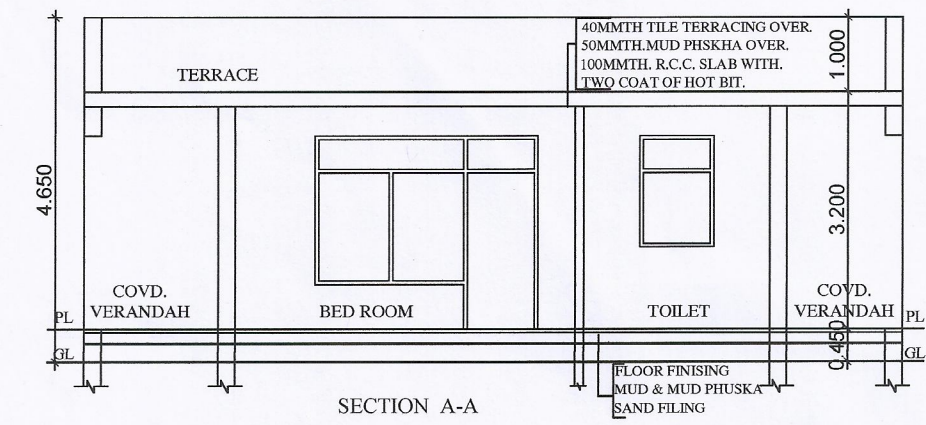 40MMTH TILE TERRACING OVER.
50MMTH.MUD PHSKHA OVER.
100MMTH. R.C.C. SLAB WITH.
TWO COAT OF HOT BIT.
TERRACE
1.000
4.650
3.200
COVD.
VERANDAH
BED ROOM
TOILET
COVD.
VERANDAH
PL
PL
0.450
GL
GL
FLOOR FINISING
MUD & MUD PHUSKA
SAND FILING
SECTION A-A